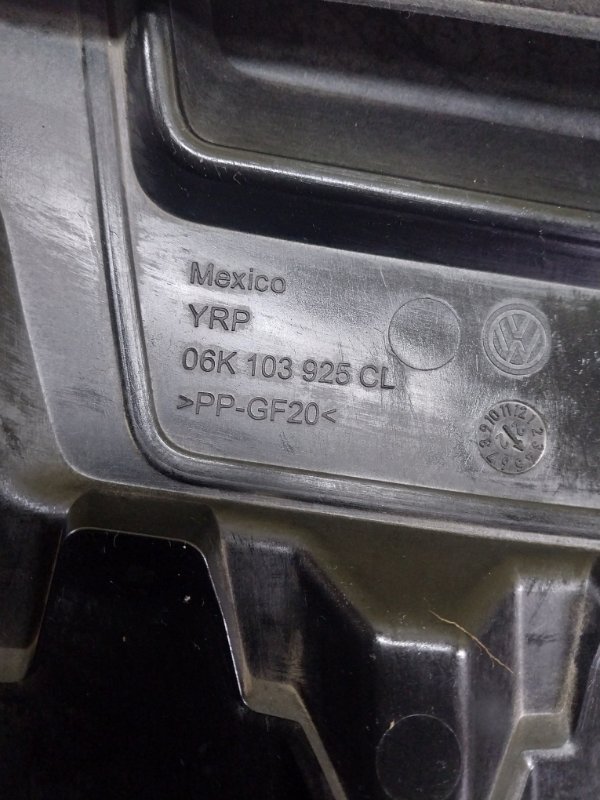 Mexico
YRP
06K 103 925 CL
>PP-GF20<